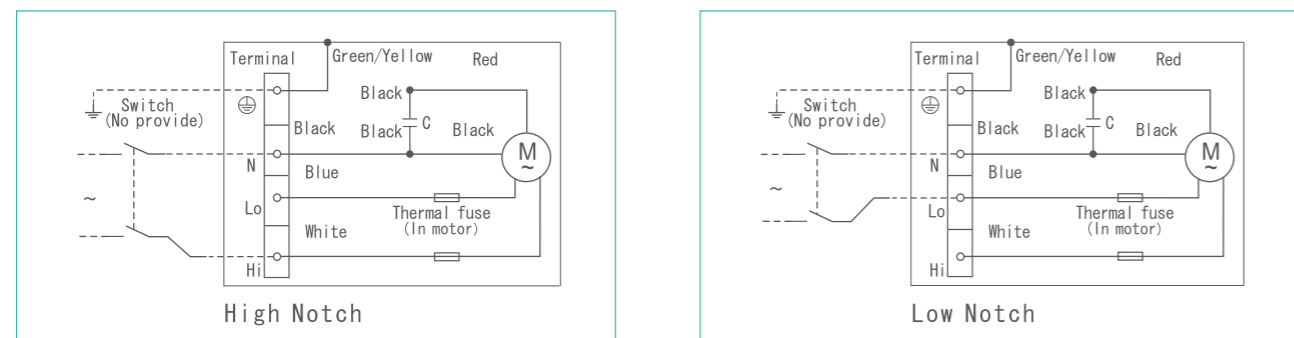 Terminal
Green/Yellow
Red
Switch
(No provide)
Black
Black
Black
C
Black
M
~
N
Blue
~
Lo
Thermal fuse
(In motor)
White
Hi
High Notch
Terminal
Green/Yellow
Red
Switch
(No provide)
Black
Black
Black
C
Black
M
~
N
Blue
~
Lo
Thermal fuse
(In motor)
White
Hi
Low Notch